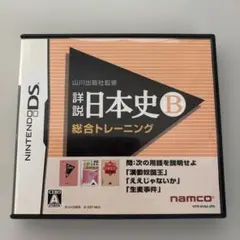 NINTENDO DS
山川出版社監修
詳説
日本史B
総合トレーニング
問:次の用語を説明せよ
「漢委奴国王」
「ええじゃないか」
「生麦事件」
A
namco